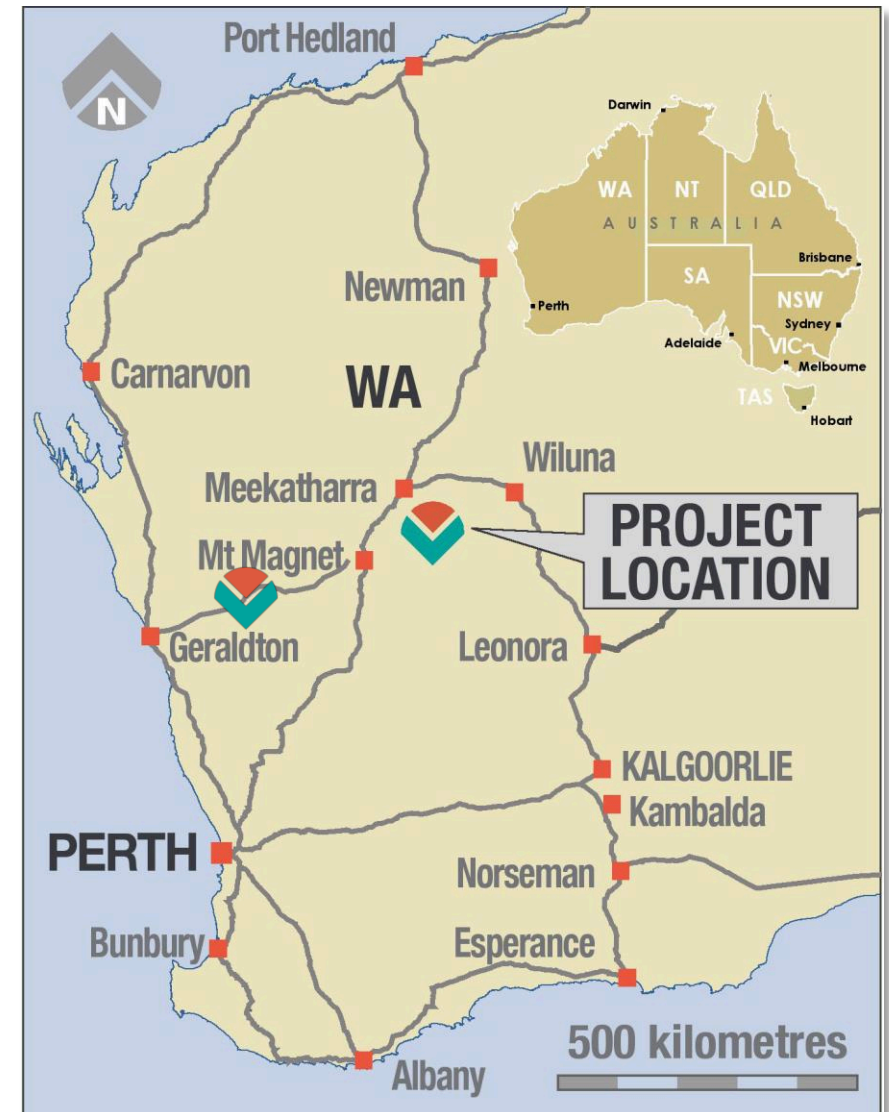 Port Hedland
N
Darwin
WA
NT
QLD
AUSTRALIA
Brisbane
SA
NSW
Perth
Sydney
Adelaide
VIC
Melbourne
TAS
Hobart
Newman
Carnarvon
WA
Wiluna
Meekatharra
PROJECT
LOCATION
Mt Magnet
Geraldton
Leonora
KALGOORLIE
Kambalda
PERTH
Norseman
Bunbury
Esperance
500 kilometres
Albany